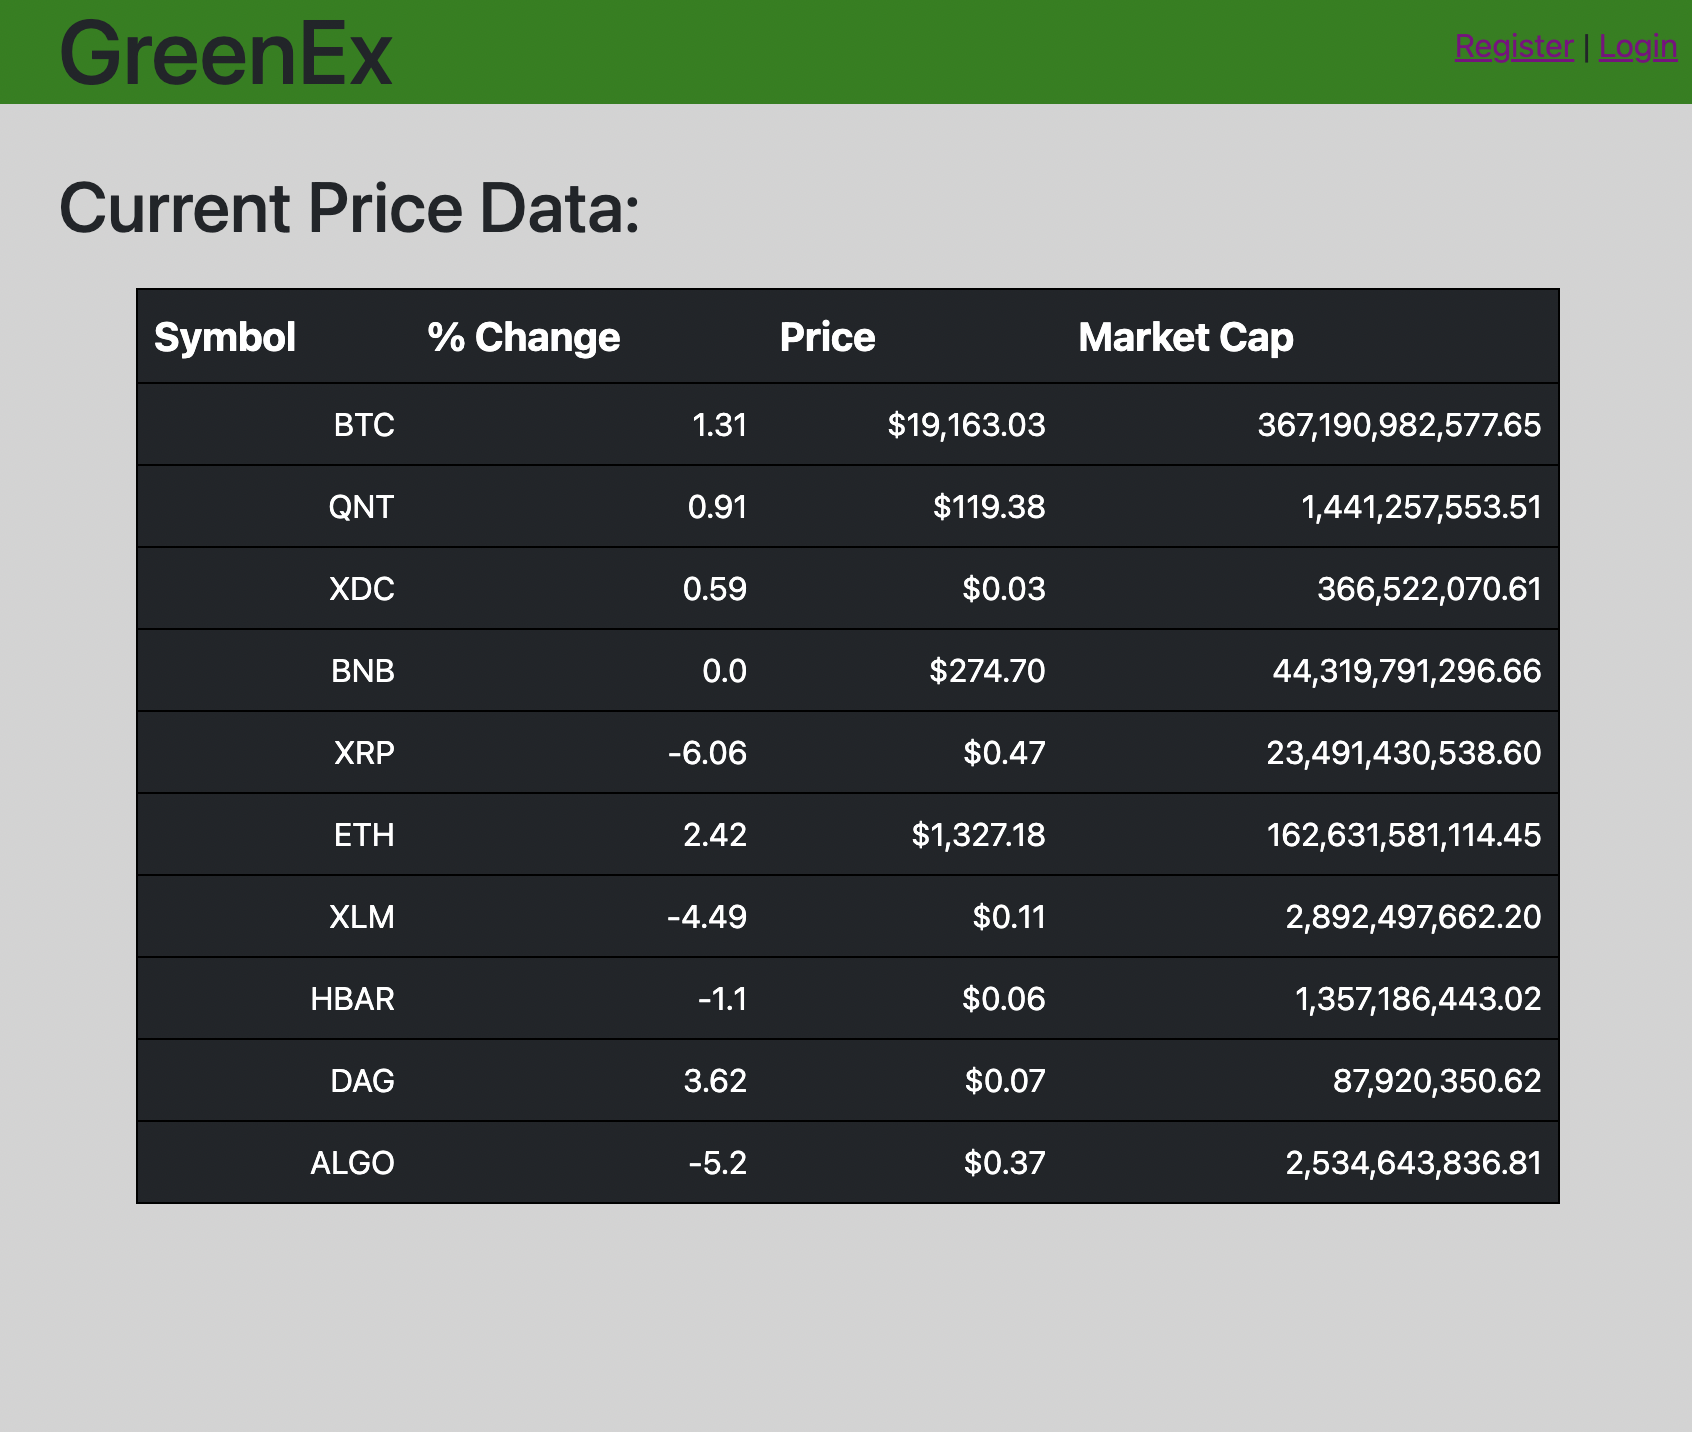 GreenEx
Register | Login
Current Price Data:
Symbol % Change Price Market Cap
BTC 1.31 $19,163.03 367,190,982,577.65
QNT 0.91 $119.38 1,441,257,553.51
XDC 0.59 $0.03 366,522,070.61
BNB 0.0 $274.70 44,319,791,296.66
XRP -6.06 $0.47 23,491,430,538.60
ETH 2.42 $1,327.18 162,631,581,114.45
XLM -4.49 $0.11 2,892,497,662.20
HBAR -1.1 $0.06 1,357,186,443.02
DAG 3.62 $0.07 87,920,350.62
ALGO -5.2 $0.37 2,534,643,836.81